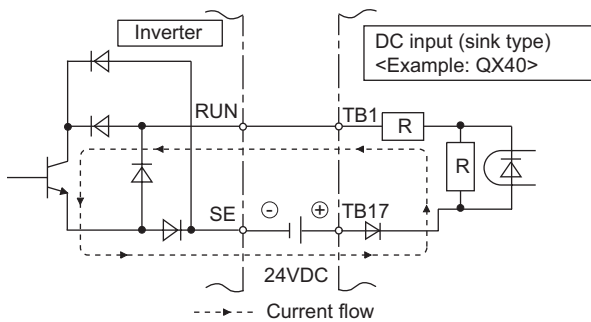 Inverter
DC input (sink type)
<Example: QX40>
RUN
TB1
R
R
SE
⊖
⊕
TB17
24VDC
Current flow